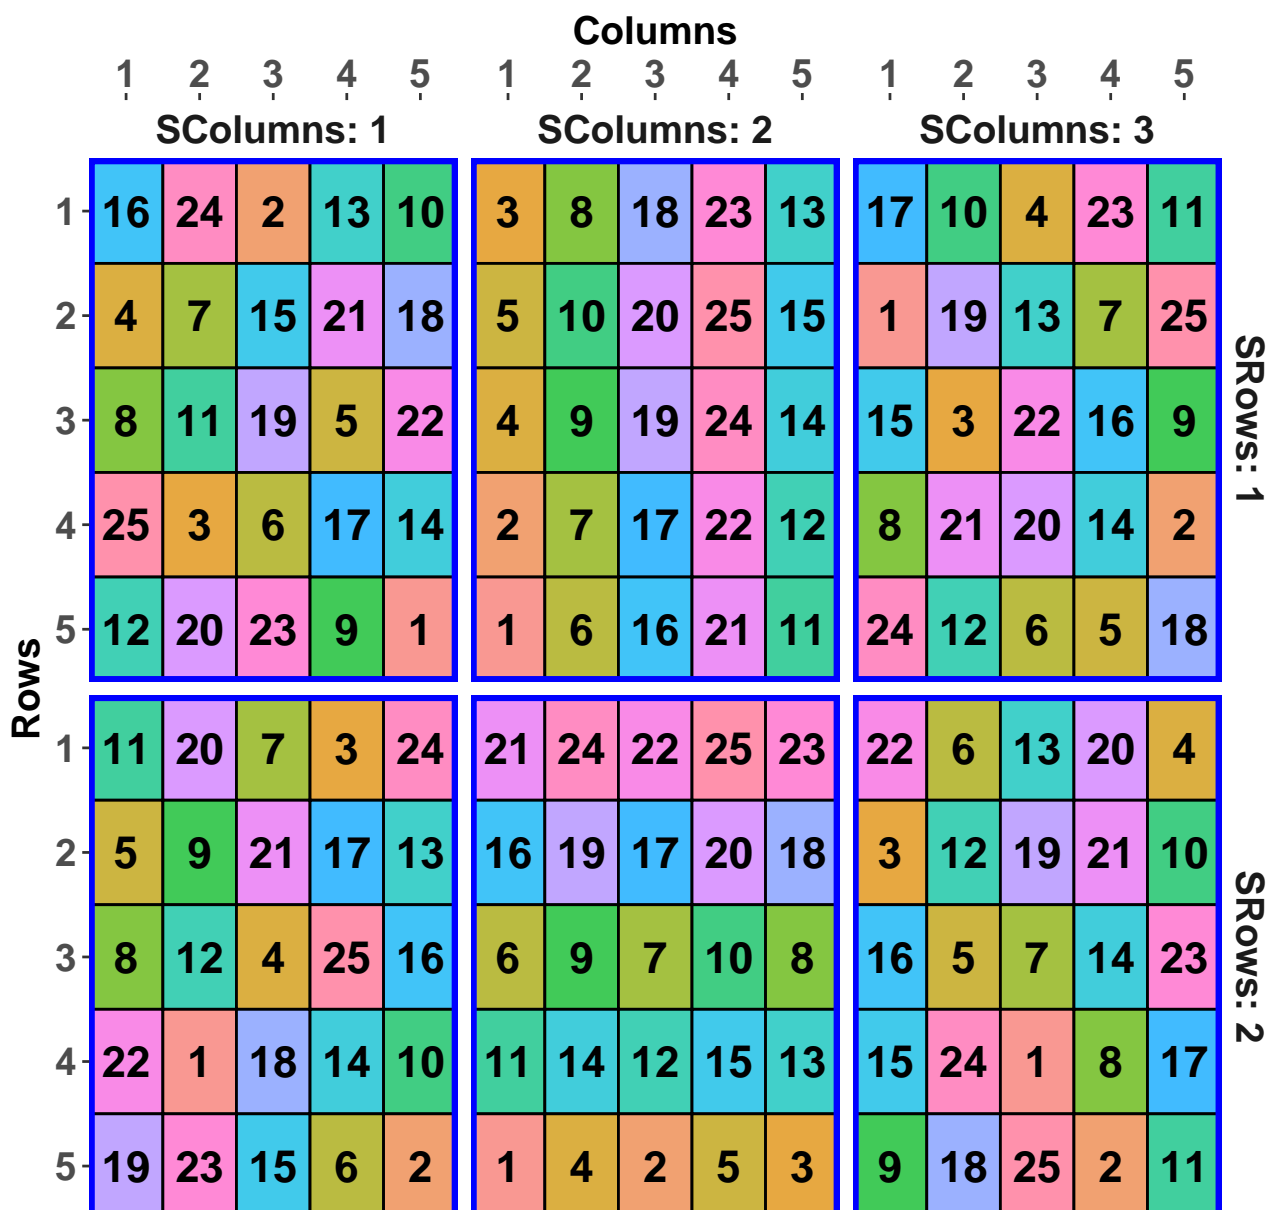 Columns
1 2 3 4 5 1 2 3 4 5 1 2 3 4 5
SColumns: 1 SColumns: 2 SColumns: 3
1 16 24 2 13 10 3 8 18 23 13 17 10 4 23 11
2 4 7 15 21 18 5 10 20 25 15 1 19 13 7 25
3 8 11 19 5 22 4 9 19 24 14 15 3 22 16 9
4 25 3 6 17 14 2 7 17 22 12 8 21 20 14 2
5 12 20 23 9 1 1 6 16 21 11 24 12 6 5 18
SRows: 1
Rows
1 11 20 7 3 24 21 24 22 25 23 22 6 13 20 4
2 5 9 21 17 13 16 19 17 20 18 3 12 19 21 10
3 8 12 4 25 16 6 9 7 10 8 16 5 7 14 23
4 22 1 18 14 10 11 14 12 15 13 15 24 1 8 17
5 19 23 15 6 2 1 4 2 5 3 9 18 25 2 11
SRows: 2